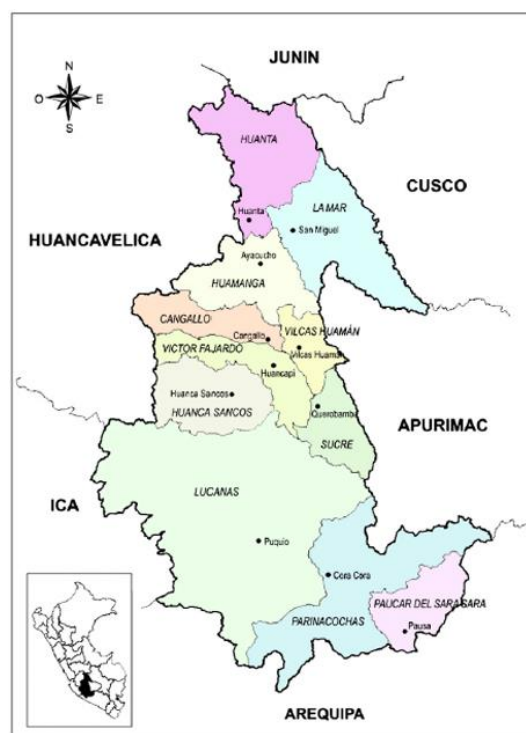 JUNIN
N
O
E
S
HUANTA
CUSCO
LA MAR
Huanta
San Miguel
HUANCAVELICA
Ayacucho
HUAMANGA
CANGALLO
VILCAS HUAMÁN
Cangallo
VICTOR FAJARDO
Vilcas Huamán
Huancapi
Huanca Sancos
HUANCA SANCOS
Querobamba
APURIMAC
SUCRE
LUCANAS
ICA
Puquio
Cora Cora
PAUCAR DEL SARA SARA
PARINACOCHAS
Pausa
AREQUIPA